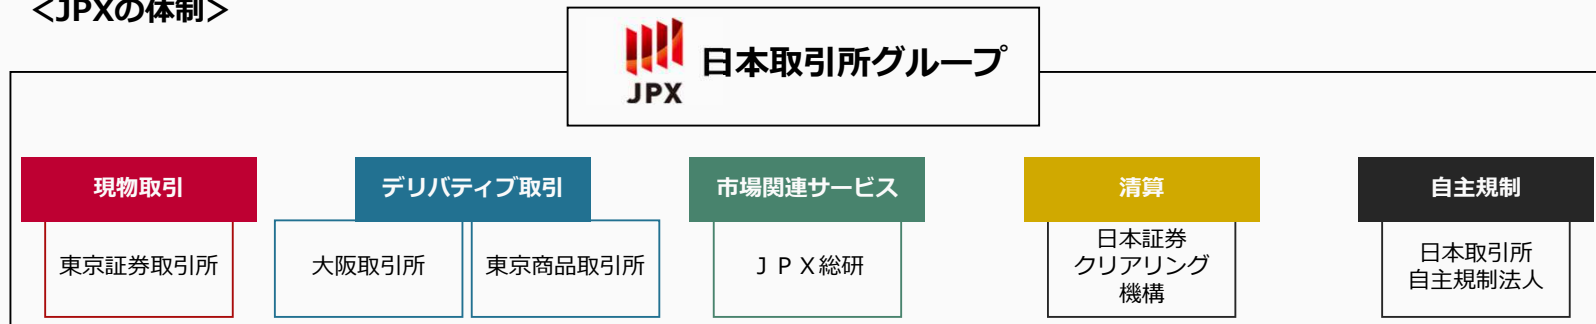 ＜JPXの体制＞
JPX
日本取引所グループ
現物取引
デリバティブ取引
市場関連サービス
清算
自主規制
東京証券取引所
大阪取引所
東京商品取引所
ＪＰＸ総研
日本証券
クリアリング
機構
日本取引所
自主規制法人